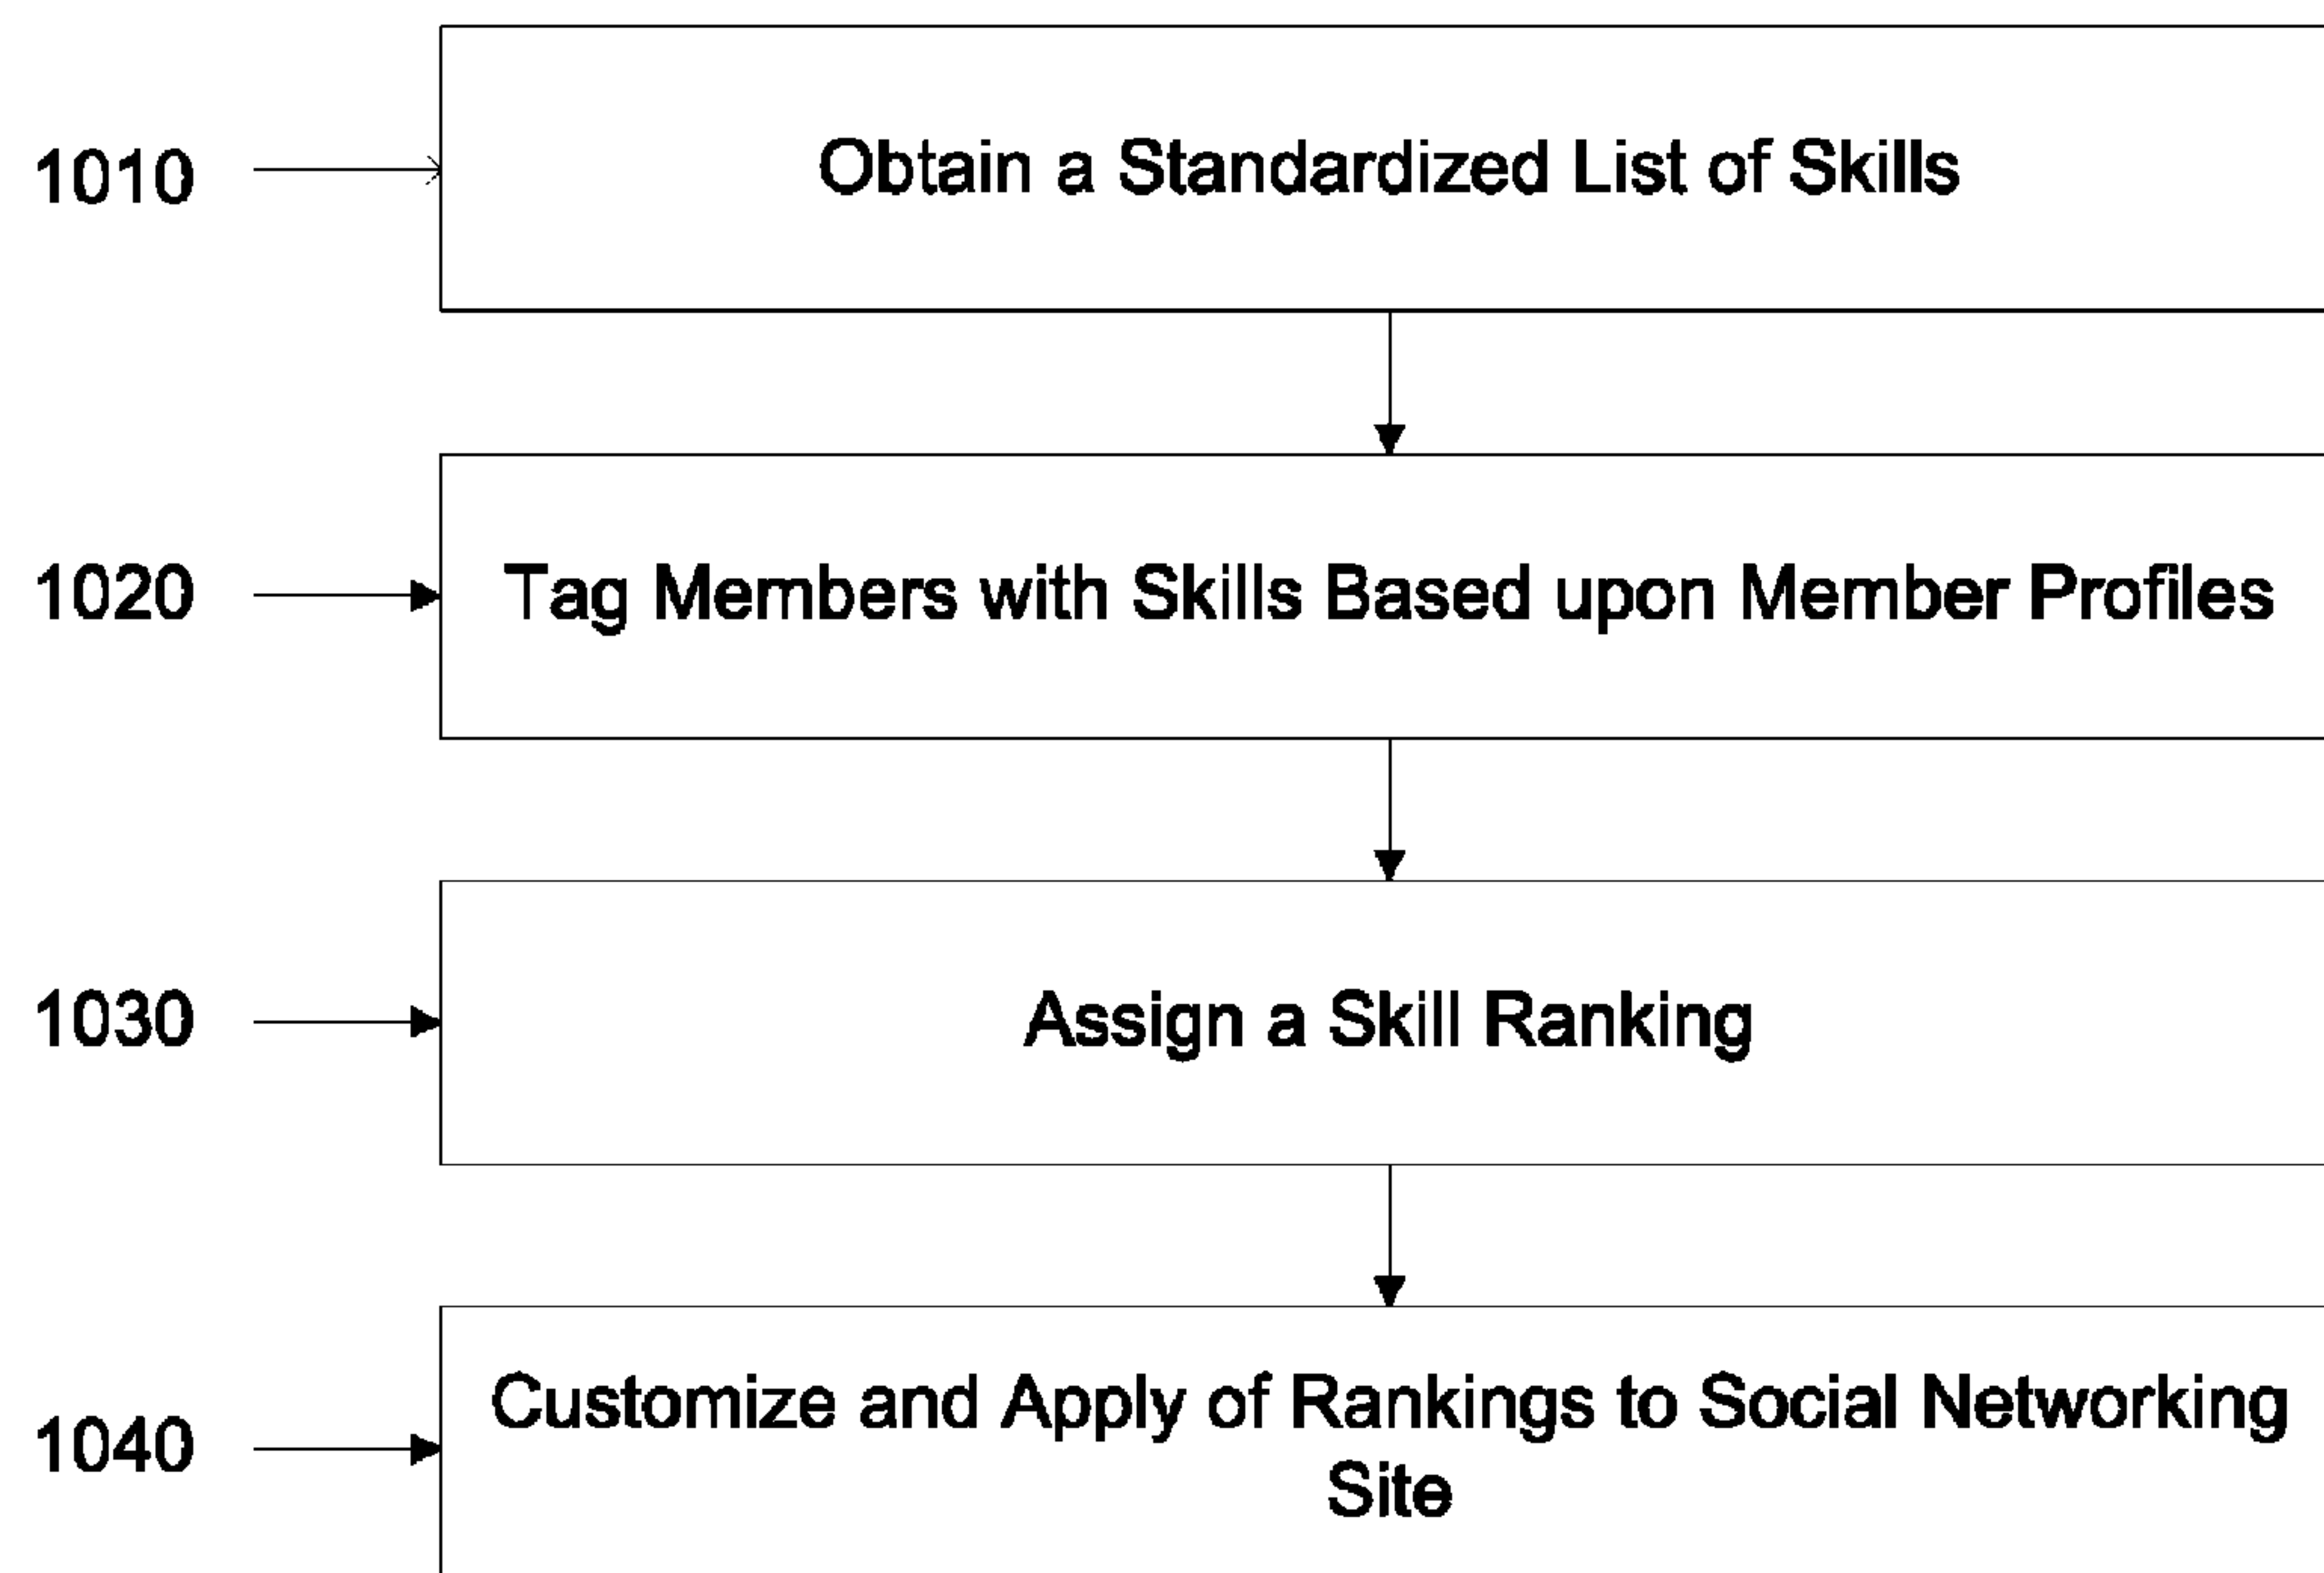 1010
Obtain a Standardized List of Skills
1020
Tag Members with Skills Based upon Member Profiles
1030
Assign a Skill Ranking
1040
Customize and Apply of Rankings to Social Networking
Site